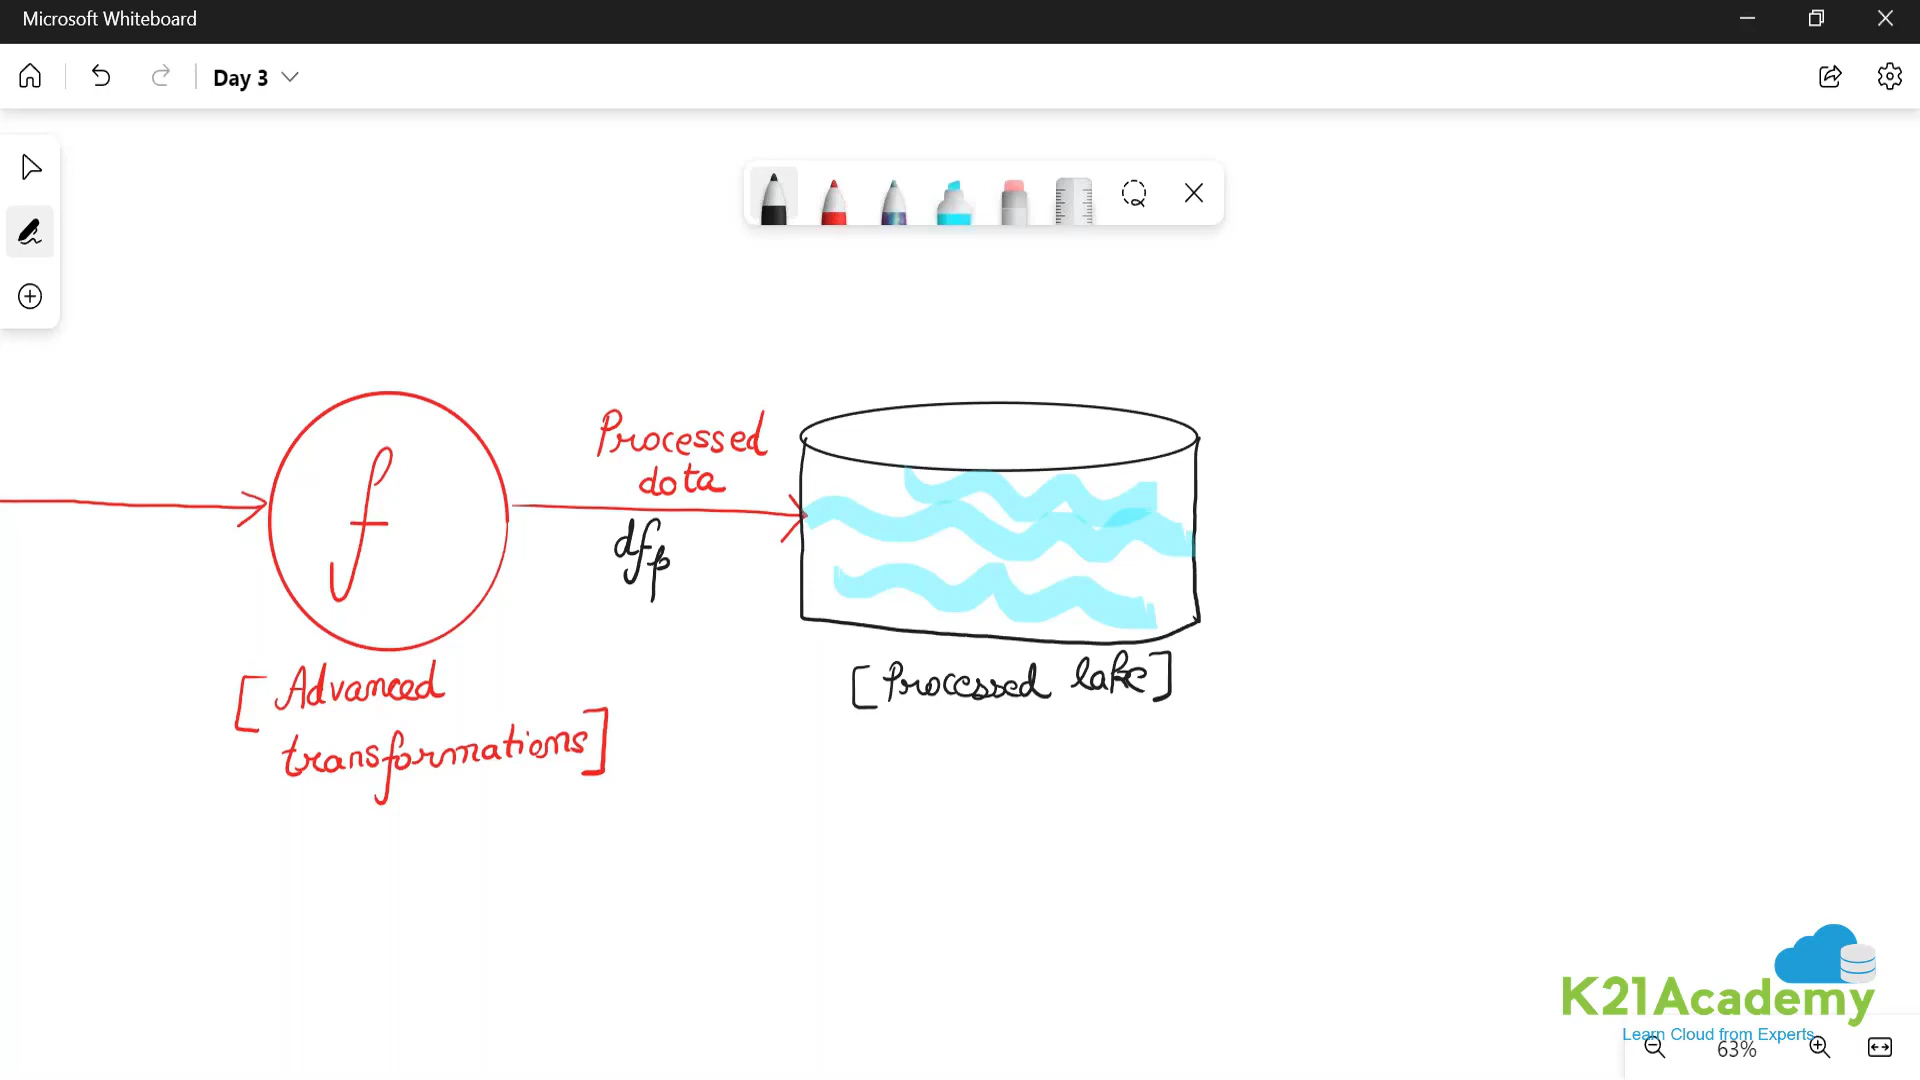 Microsoft Whiteboard
Day 3
Processed
data
f
dfp
[Advanced
transformations]
[Processed lake]
K21Academy
Learn Cloud from Experts
63%